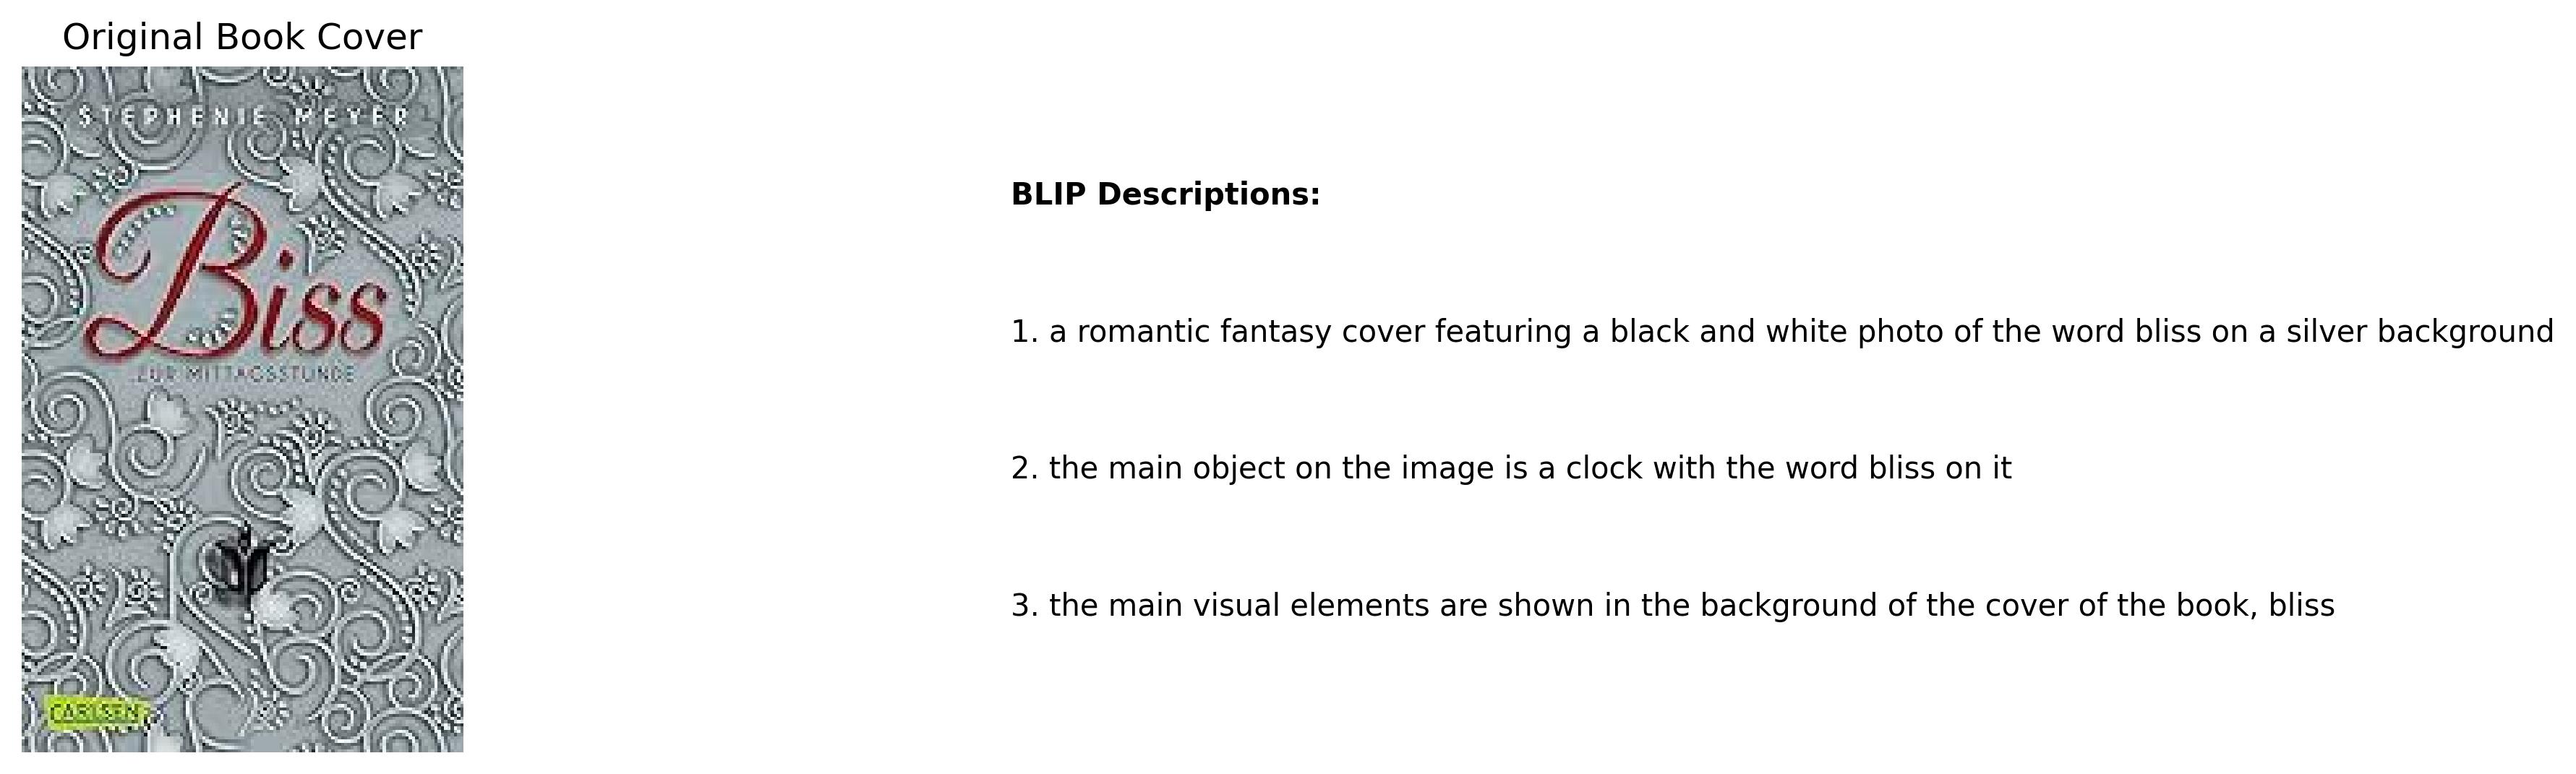 Original Book Cover
STEPHENIE MEYER
Biss
ZUR MITTAGSSTUNDE
CARLSEN
BLIP Descriptions:
1. a romantic fantasy cover featuring a black and white photo of the word bliss on a silver background
2. the main object on the image is a clock with the word bliss on it
3. the main visual elements are shown in the background of the cover of the book, bliss